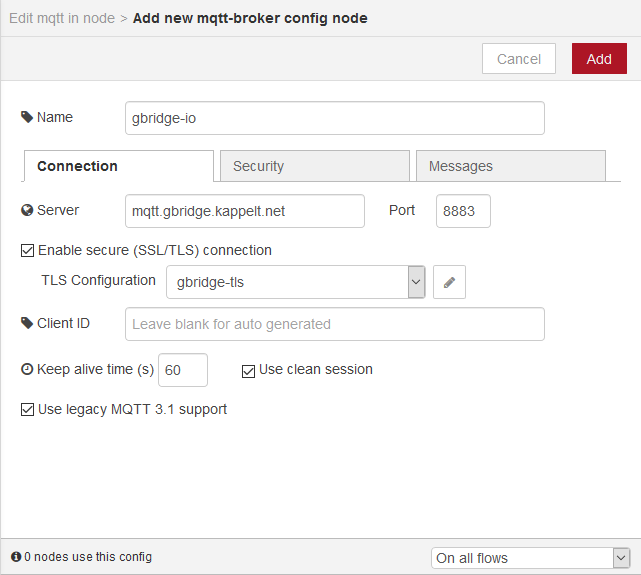 Edit mqtt in node > Add new mqtt-broker config node
Cancel Add
Name gbridge-io
Connection Security Messages
Server mqtt.gbridge.kappelt.net Port 8883
Enable secure (SSL/TLS) connection
TLS Configuration gbridge-tls
Client ID Leave blank for auto generated
Keep alive time (s) 60 Use clean session
Use legacy MQTT 3.1 support
0 nodes use this config On all flows